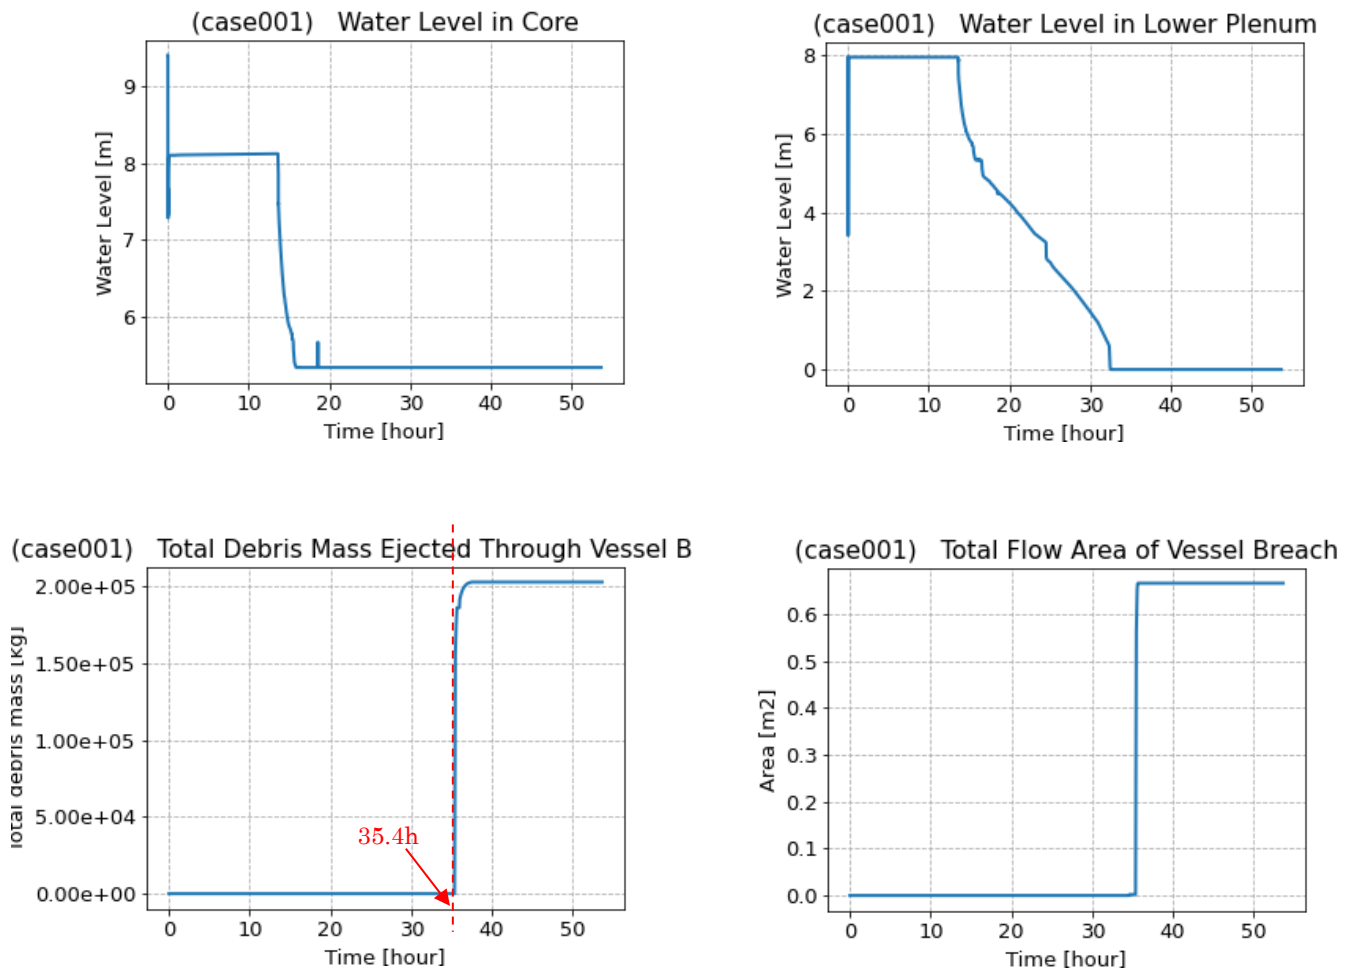 (case001) Water Level in Core
Water Level [m]
9
8
7
6
0 10 20 30 40 50
Time [hour]
(case001) Water Level in Lower Plenum
Water Level [m]
8
6
4
2
0
0 10 20 30 40 50
Time [hour]
(case001) Total Debris Mass Ejected Through Vessel B
Total debris mass [kg]
2.00e+05
1.50e+05
1.00e+05
5.00e+04
0.00e+00
35.4h
0 10 20 30 40 50
Time [hour]
(case001) Total Flow Area of Vessel Breach
Area [m2]
0.6
0.5
0.4
0.3
0.2
0.1
0.0
0 10 20 30 40 50
Time [hour]